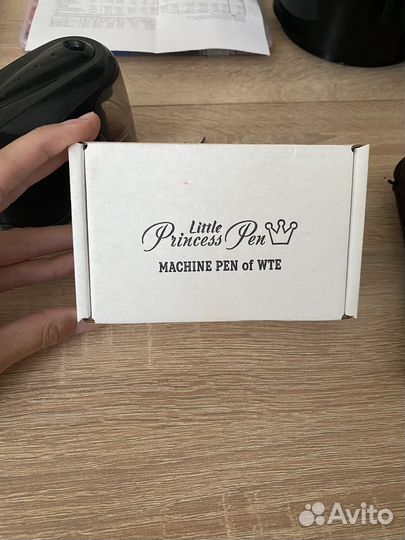 Little
Princess Pen
MACHINE PEN of WTE
Avito